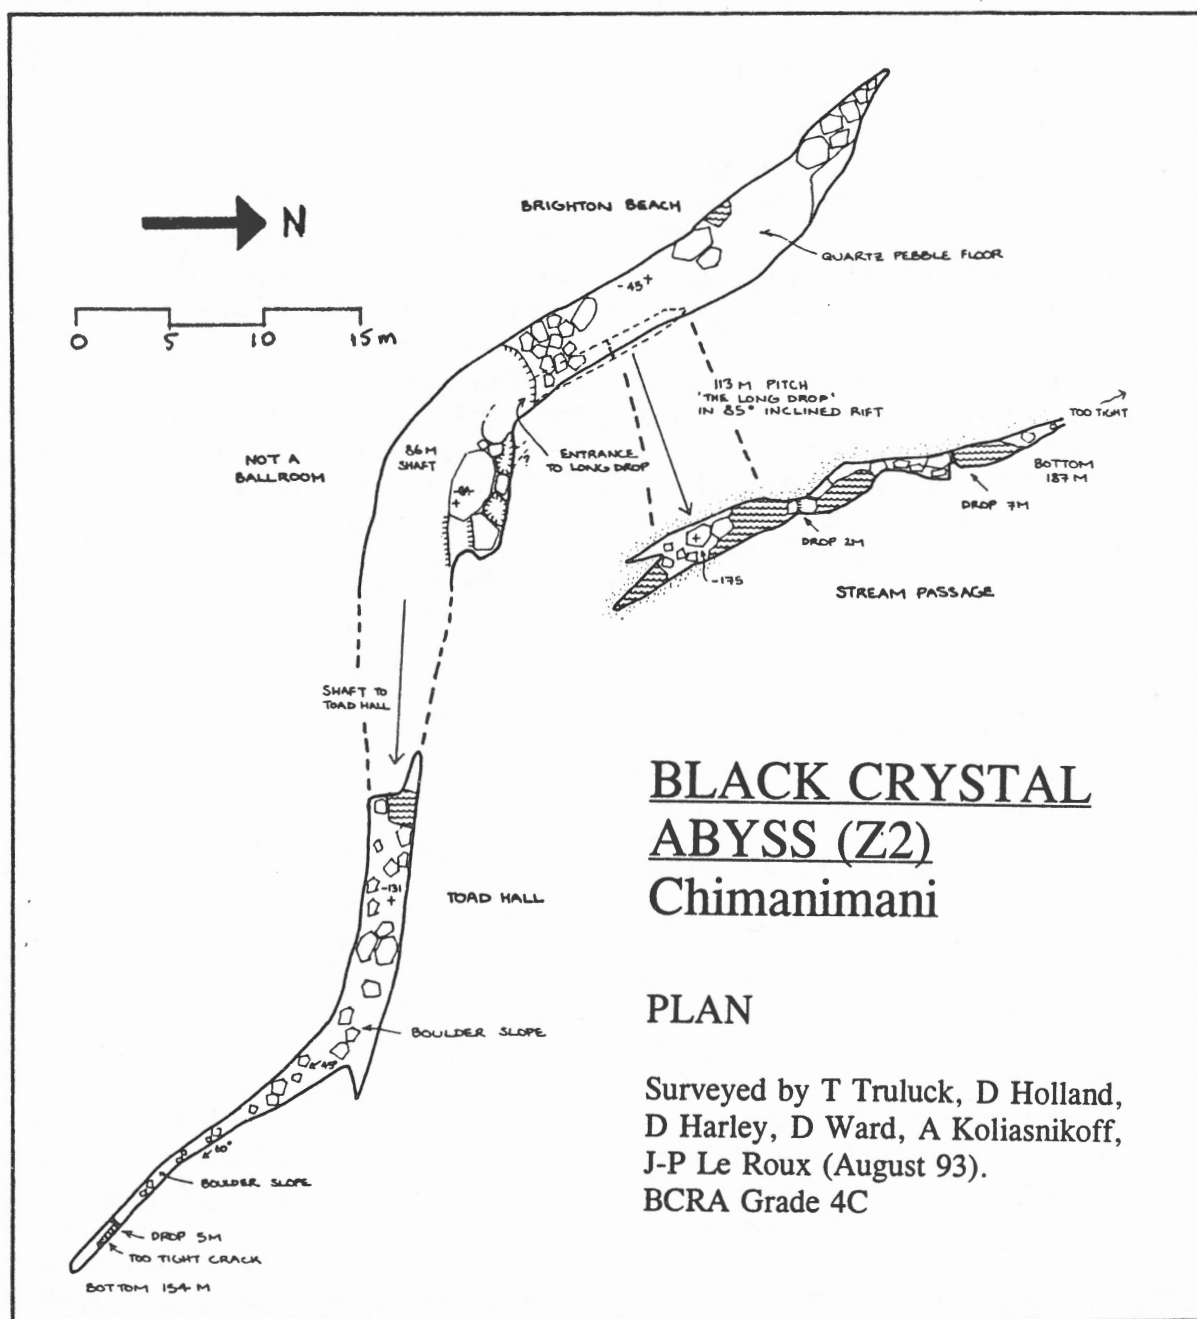 BRIGHTON BEACH
N
QUARTZ PEBBLE FLOOR
-45
0 5 10 15 m
113 M PITCH
'THE LONG DROP'
IN 85° INCLINED RIFT
TOO TIGHT
86 M
SHAFT
NOT A
BALLROOM
ENTRANCE
TO LONG DROP
BOTTOM
187 M
DROP 7M
DROP 2M
-175
STREAM PASSAGE
SHAFT TO
TOAD HALL
BLACK CRYSTAL
ABYSS (Z2)
Chimanimani
-131
TOAD HALL
PLAN
BOULDER SLOPE
45°
Surveyed by T Truluck, D Holland,
D Harley, D Ward, A Koliasnikoff,
J-P Le Roux (August 93).
BCRA Grade 4C
60°
BOULDER SLOPE
DROP 5M
TOO TIGHT CRACK
BOTTOM 154 M